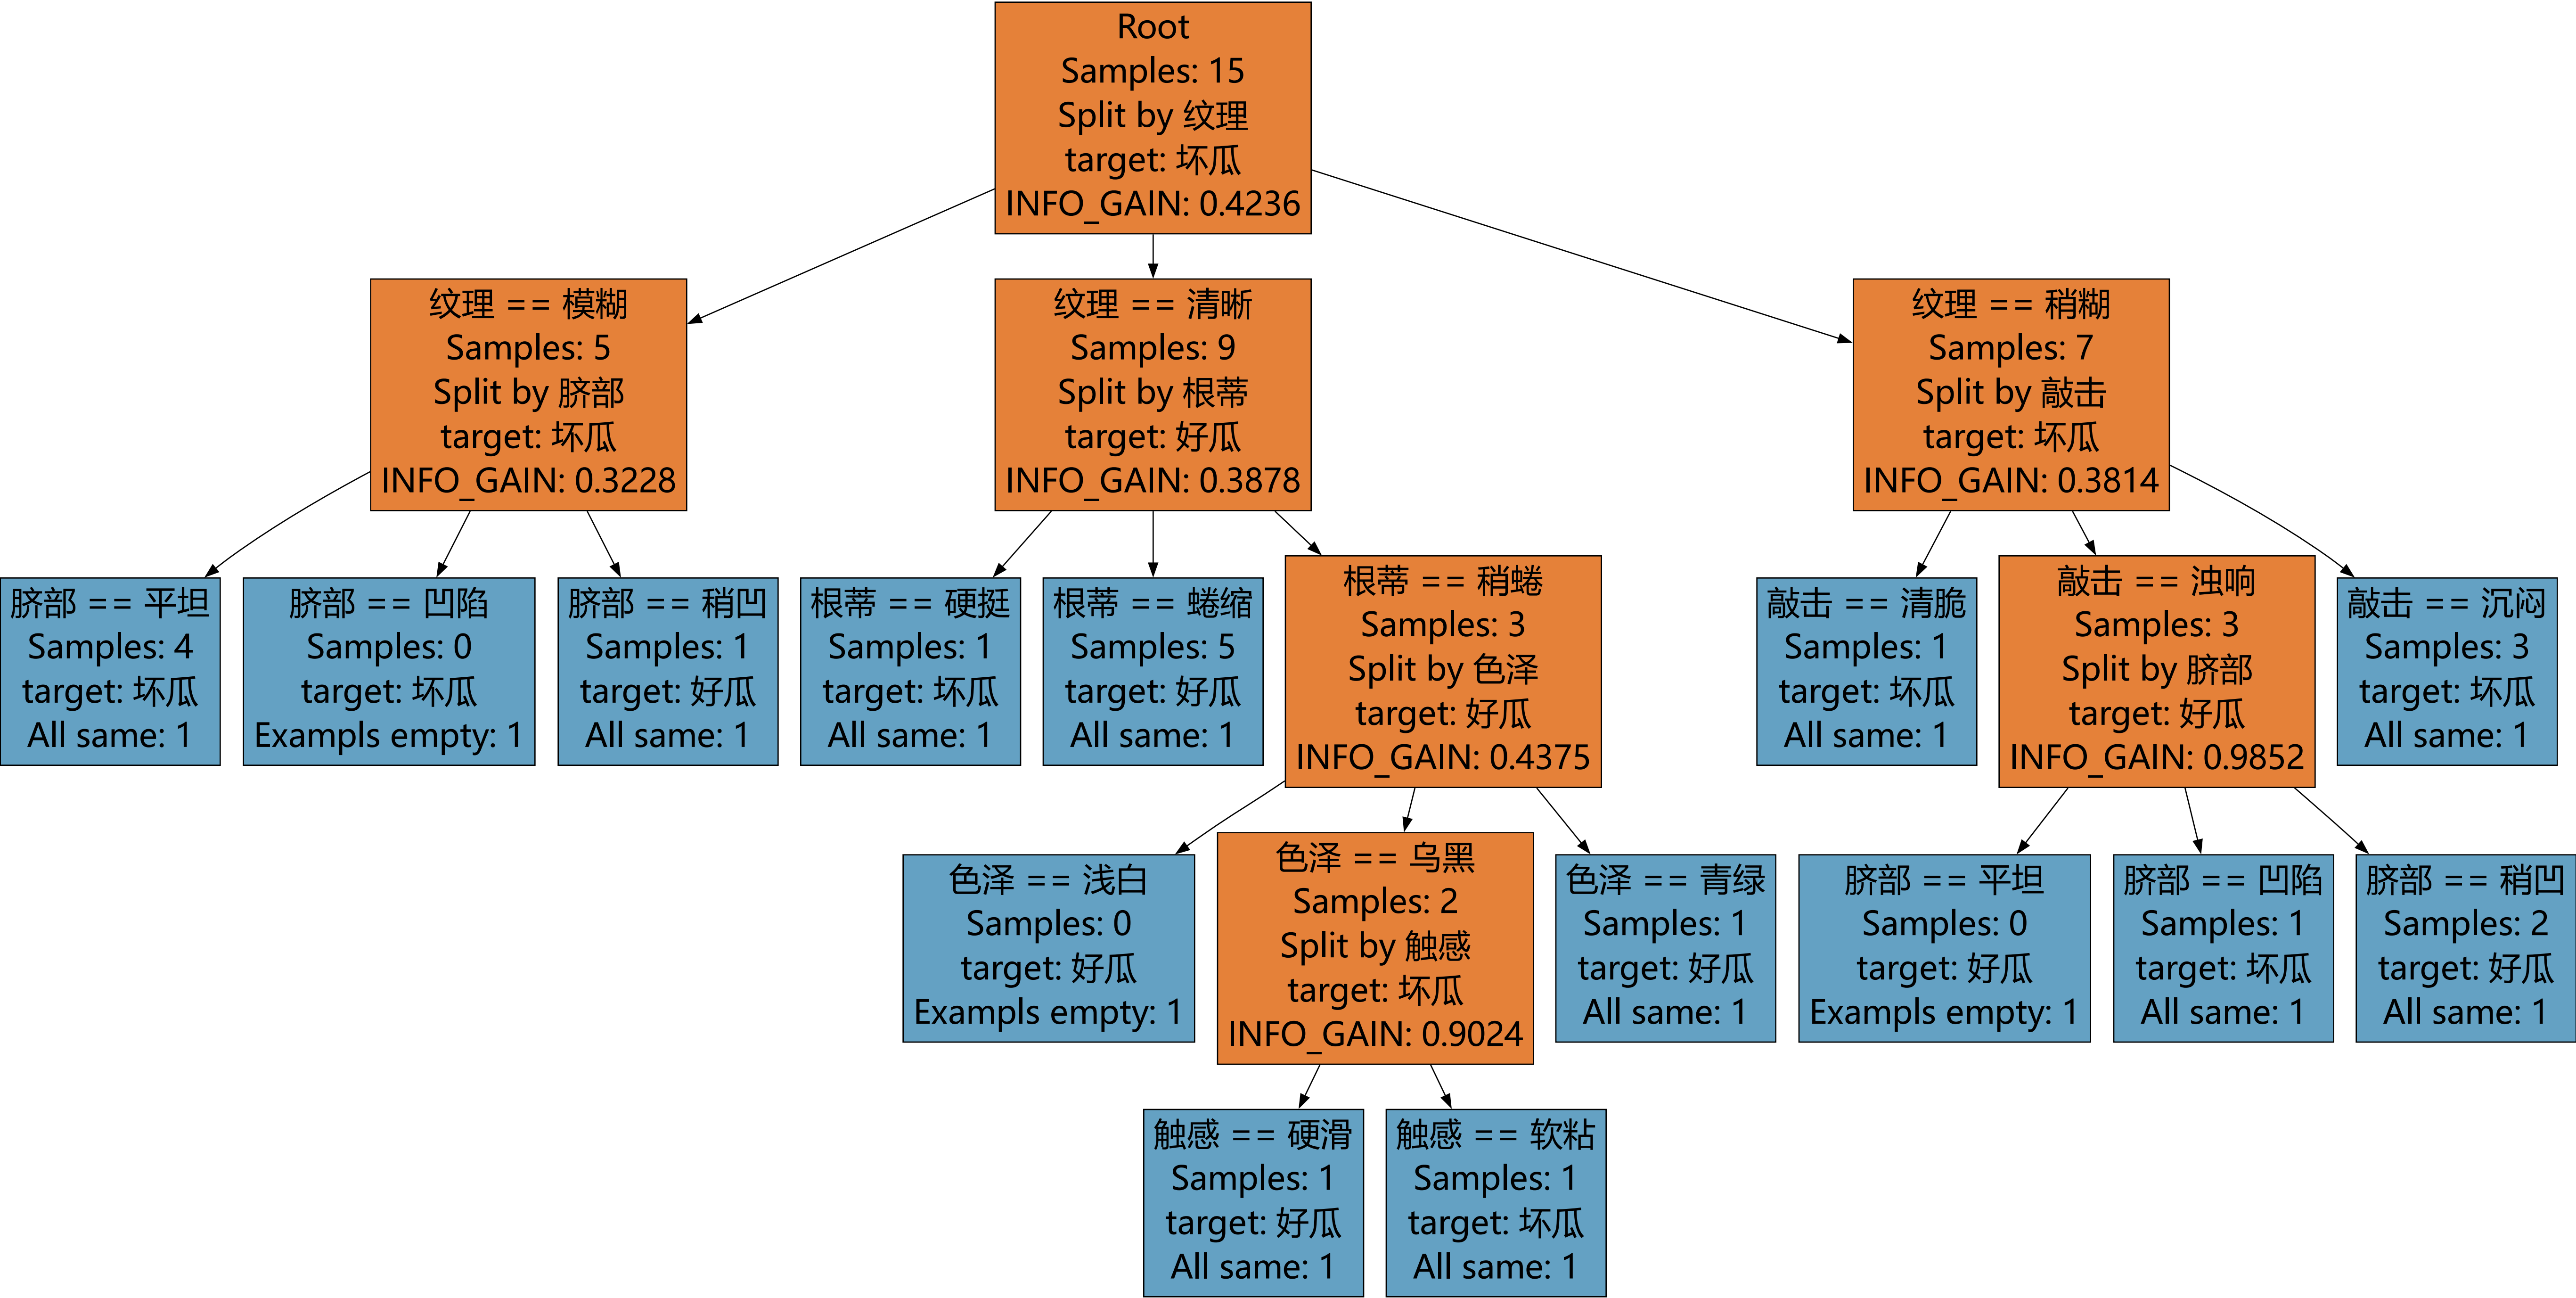 Root
Samples: 15
Split by 纹理
target: 坏瓜
INFO_GAIN: 0.4236
纹理 == 模糊
Samples: 5
Split by 脐部
target: 坏瓜
INFO_GAIN: 0.3228
纹理 == 清晰
Samples: 9
Split by 根蒂
target: 好瓜
INFO_GAIN: 0.3878
纹理 == 稍糊
Samples: 7
Split by 敲击
target: 坏瓜
INFO_GAIN: 0.3814
脐部 == 平坦
Samples: 4
target: 坏瓜
All same: 1
脐部 == 凹陷
Samples: 0
target: 坏瓜
Exampls empty: 1
脐部 == 稍凹
Samples: 1
target: 好瓜
All same: 1
根蒂 == 硬挺
Samples: 1
target: 坏瓜
All same: 1
根蒂 == 蜷缩
Samples: 5
target: 好瓜
All same: 1
根蒂 == 稍蜷
Samples: 3
Split by 色泽
target: 好瓜
INFO_GAIN: 0.4375
敲击 == 清脆
Samples: 1
target: 坏瓜
All same: 1
敲击 == 浊响
Samples: 3
Split by 脐部
target: 好瓜
INFO_GAIN: 0.9852
敲击 == 沉闷
Samples: 3
target: 坏瓜
All same: 1
色泽 == 浅白
Samples: 0
target: 好瓜
Exampls empty: 1
色泽 == 乌黑
Samples: 2
Split by 触感
target: 坏瓜
INFO_GAIN: 0.9024
色泽 == 青绿
Samples: 1
target: 好瓜
All same: 1
脐部 == 平坦
Samples: 0
target: 好瓜
Exampls empty: 1
脐部 == 凹陷
Samples: 1
target: 坏瓜
All same: 1
脐部 == 稍凹
Samples: 2
target: 好瓜
All same: 1
触感 == 硬滑
Samples: 1
target: 好瓜
All same: 1
触感 == 软粘
Samples: 1
target: 坏瓜
All same: 1